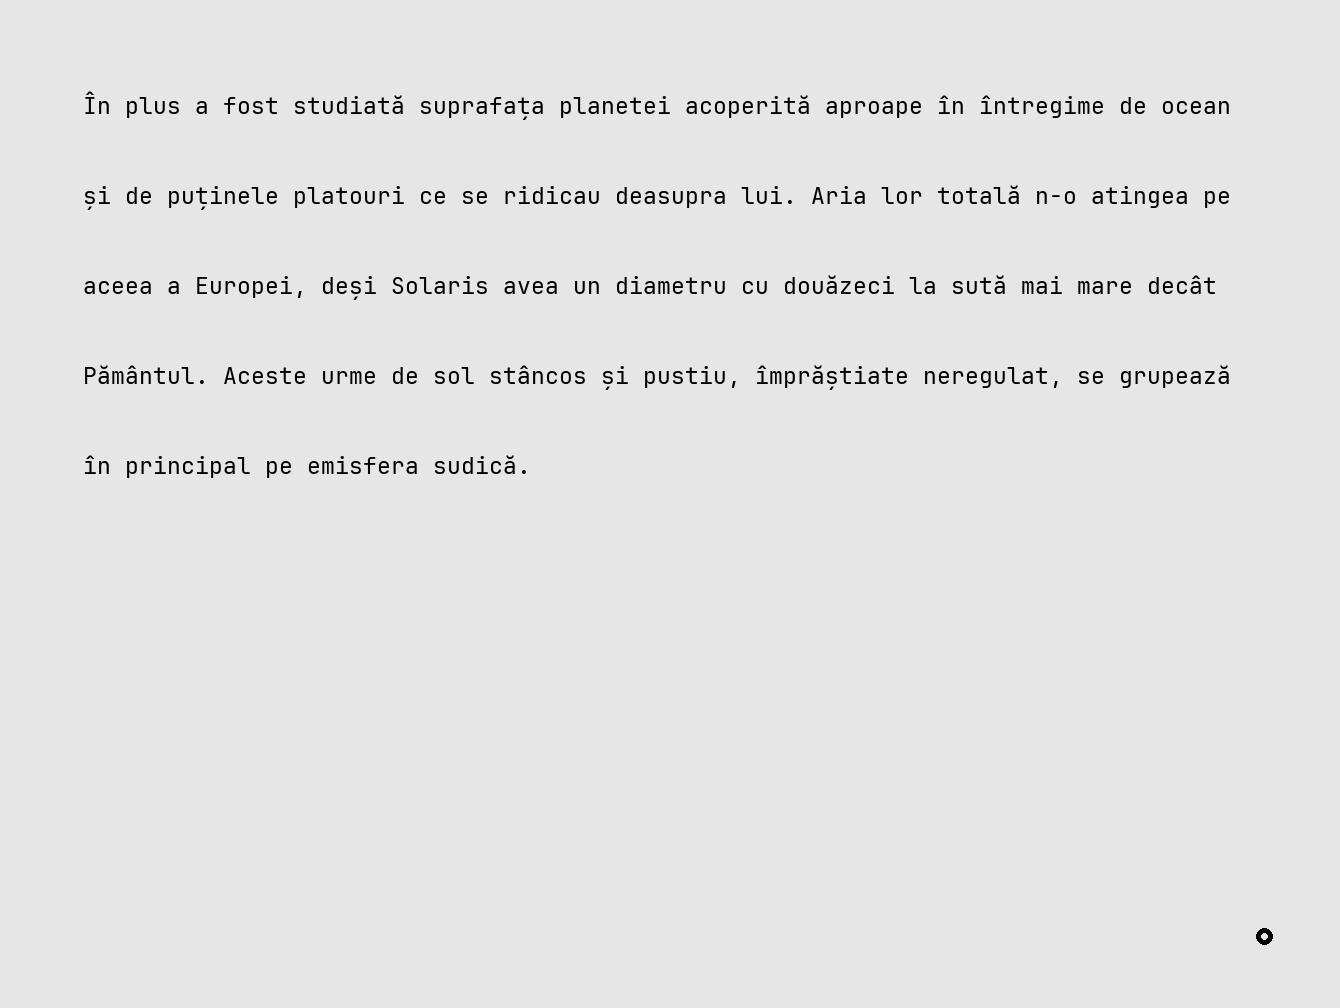 În plus a fost studiată suprafața planetei acoperită aproape în întregime de ocean
și de puținele platouri ce se ridicau deasupra lui. Aria lor totală n-o atingea pe
aceea a Europei, deși Solaris avea un diametru cu douăzeci la sută mai mare decât
Pământul. Aceste urme de sol stâncos și pustiu, împrăștiate neregulat, se grupează
în principal pe emisfera sudică.